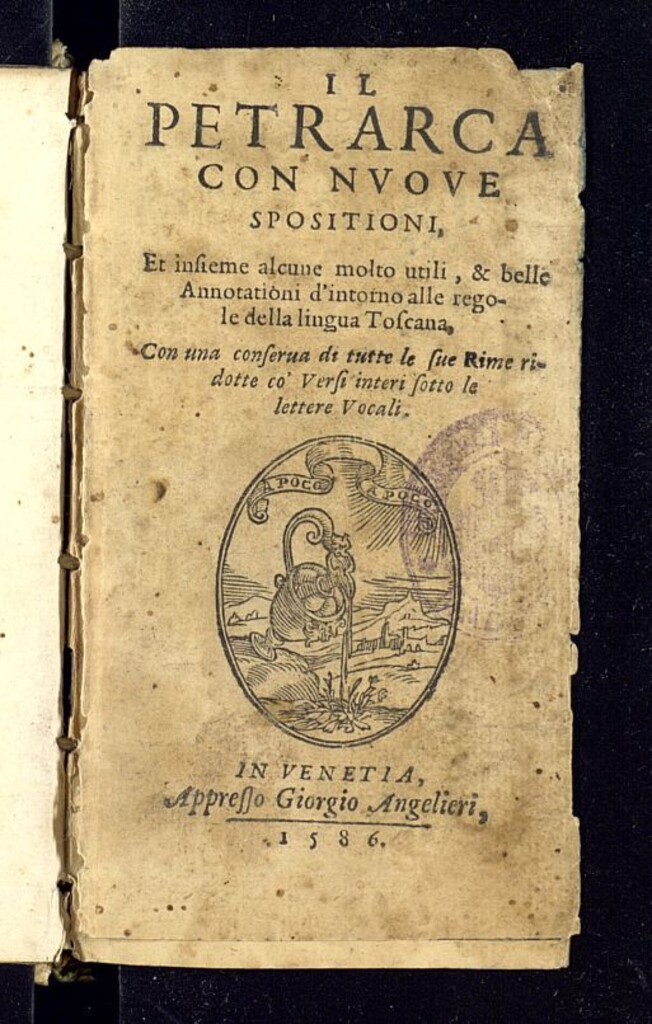 IL
PETRARCA
CON NVOVE
SPOSITIONI,
Et inſieme alcune molto utili, & belle
Annotationi d'intorno alle rego-
le della lingua Toſcana,
Con una conſerua di tutte le ſue Rime ri-
dotte co' Verſi interi ſotto le
lettere Vocali.
A POCO A POCO
IN VENETIA,
Appreſſo Giorgio Angelieri,
1586.